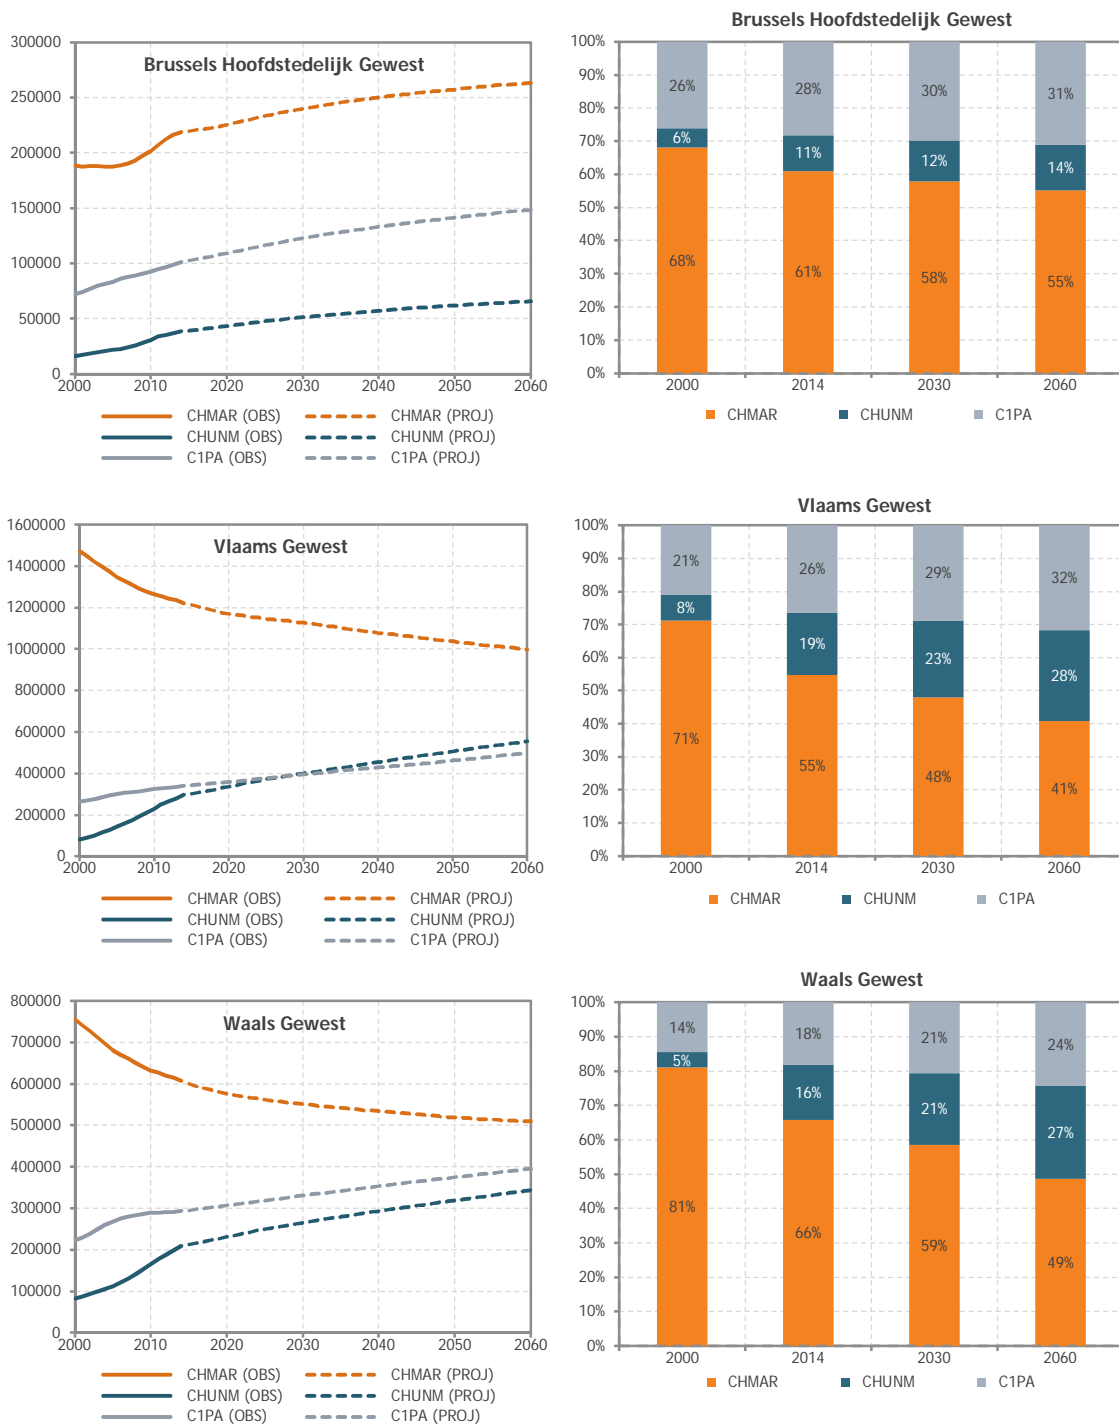 Brussels Hoofdstedelijk Gewest
300000
250000
200000
150000
100000
50000
0
2000 2010 2020 2030 2040 2050 2060
CHMAR (OBS) CHMAR (PROJ)
CHUNM (OBS) CHUNM (PROJ)
C1PA (OBS) C1PA (PROJ)
Brussels Hoofdstedelijk Gewest
100%
90%
80%
70%
60%
50%
40%
30%
20%
10%
0%
26% 28% 30% 31%
6% 11% 12% 14%
68% 61% 58% 55%
2000 2014 2030 2060
CHMAR CHUNM C1PA
Vlaams Gewest
1600000
1400000
1200000
1000000
800000
600000
400000
200000
0
2000 2010 2020 2030 2040 2050 2060
CHMAR (OBS) CHMAR (PROJ)
CHUNM (OBS) CHUNM (PROJ)
C1PA (OBS) C1PA (PROJ)
Vlaams Gewest
100%
90%
80%
70%
60%
50%
40%
30%
20%
10%
0%
21% 26% 29% 32%
8% 19% 23% 28%
71% 55% 48% 41%
2000 2014 2030 2060
CHMAR CHUNM C1PA
Waals Gewest
800000
700000
600000
500000
400000
300000
200000
100000
0
2000 2010 2020 2030 2040 2050 2060
CHMAR (OBS) CHMAR (PROJ)
CHUNM (OBS) CHUNM (PROJ)
C1PA (OBS) C1PA (PROJ)
Waals Gewest
100%
90%
80%
70%
60%
50%
40%
30%
20%
10%
0%
14% 18% 21% 24%
5% 16% 21% 27%
81% 66% 59% 49%
2000 2014 2030 2060
CHMAR CHUNM C1PA